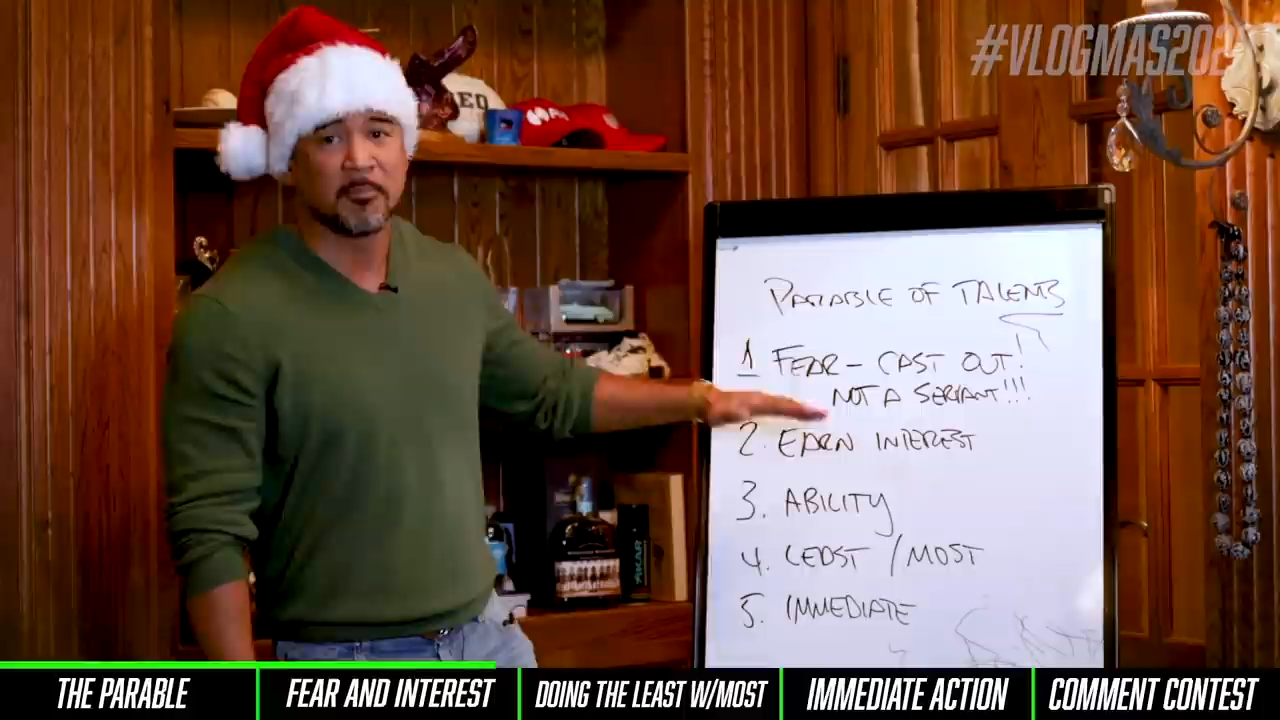 #VLOGMAS202
PARABLE OF TALENTS
1 FEAR - CAST OUT!
NOT A SERVANT!!!
2. EARN INTEREST
3. ABILITY
4. LEAST / MOST
5. IMMEDIATE
THE PARABLE
FEAR AND INTEREST
DOING THE LEAST W/MOST
IMMEDIATE ACTION
COMMENT CONTEST